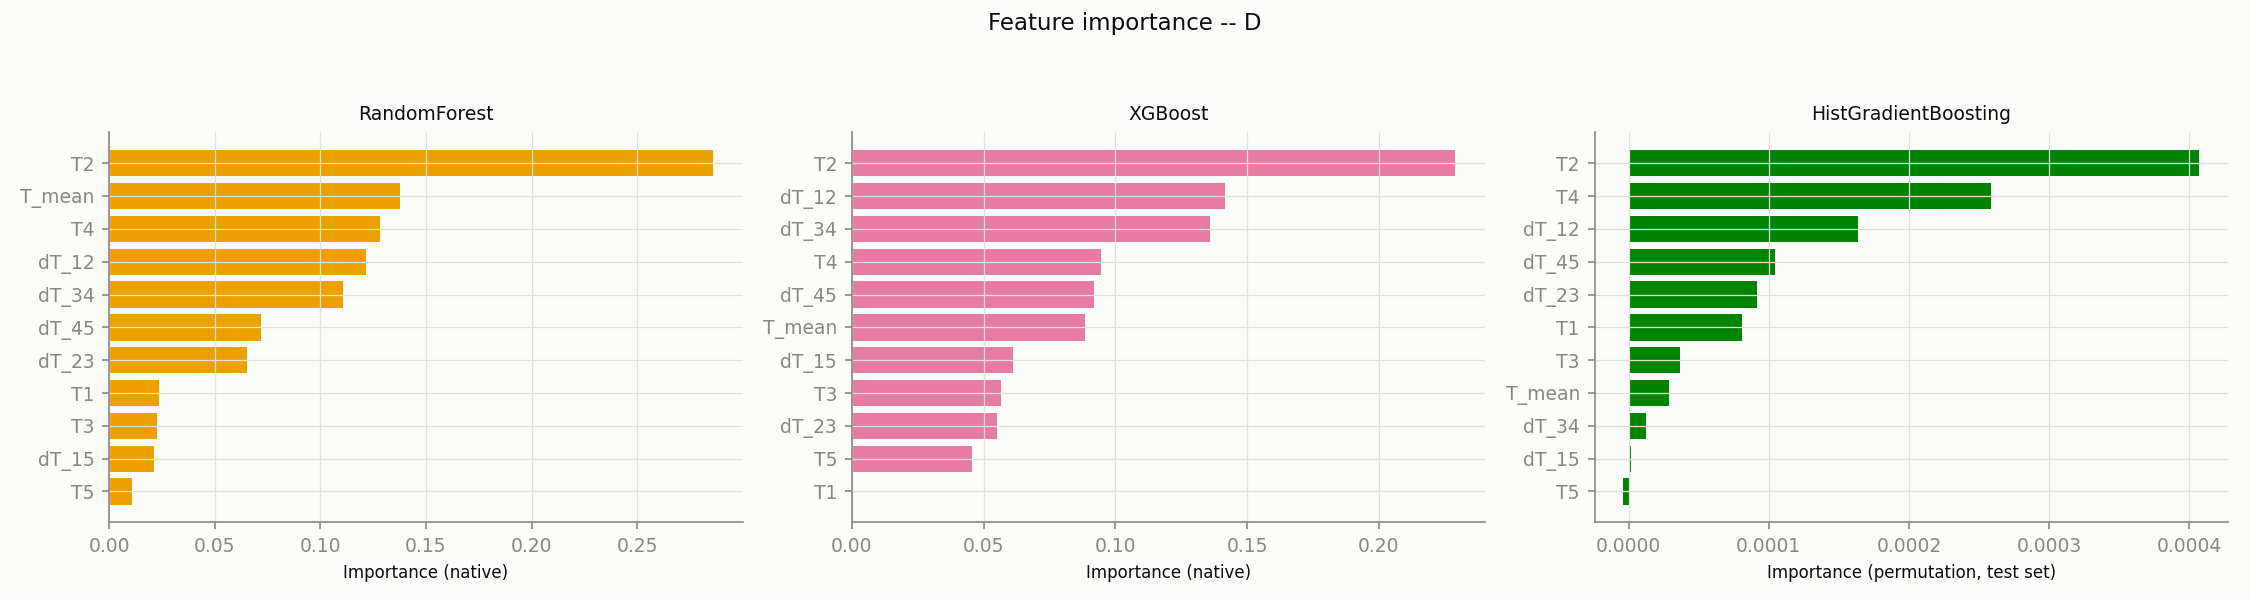 Feature importance -- D
RandomForest
T2
T_mean
T4
dT_12
dT_34
dT_45
dT_23
T1
T3
dT_15
T5
0.00 0.05 0.10 0.15 0.20 0.25
Importance (native)
XGBoost
T2
dT_12
dT_34
T4
dT_45
T_mean
dT_15
T3
dT_23
T5
T1
0.00 0.05 0.10 0.15 0.20
Importance (native)
HistGradientBoosting
T2
T4
dT_12
dT_45
dT_23
T1
T3
T_mean
dT_34
dT_15
T5
0.0000 0.0001 0.0002 0.0003 0.0004
Importance (permutation, test set)